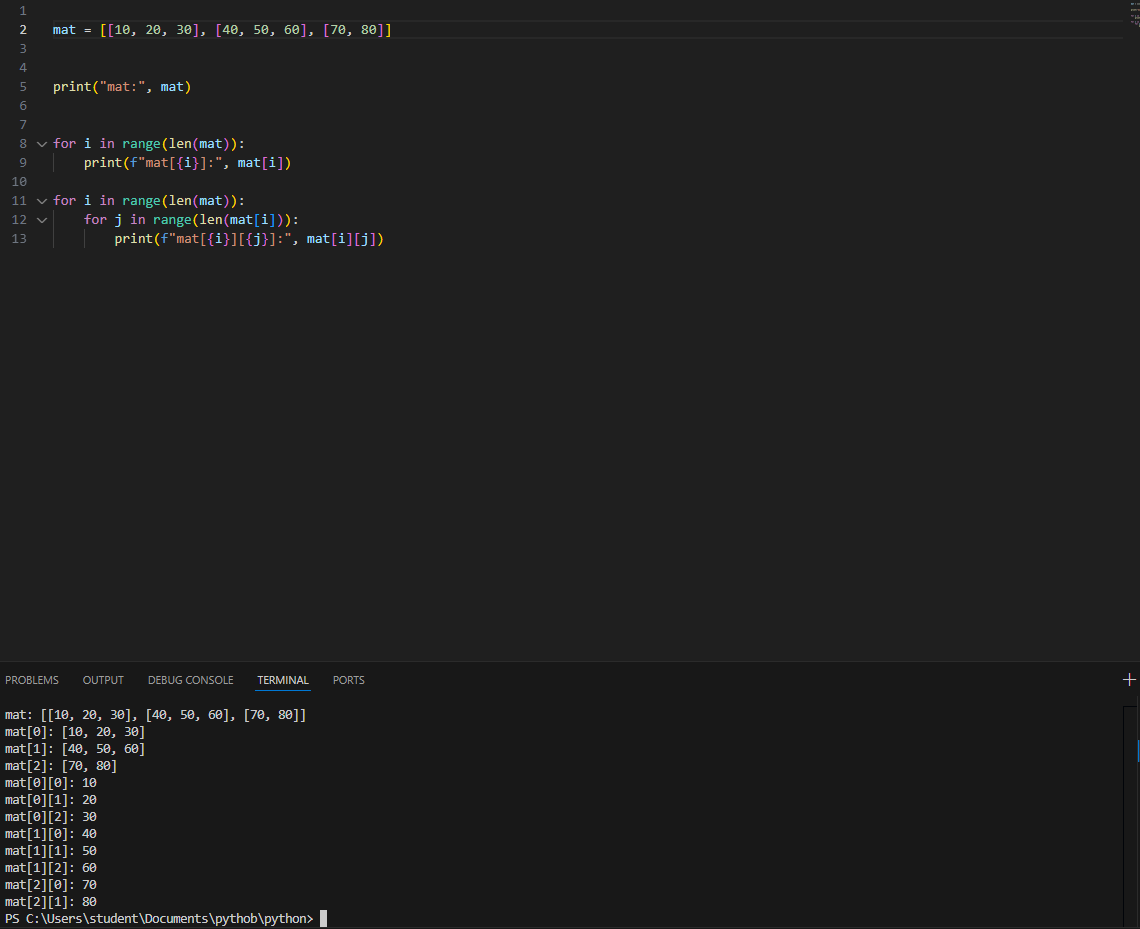 1
2 mat = [[10, 20, 30], [40, 50, 60], [70, 80]]
3
4
5 print("mat:", mat)
6
7
8 for i in range(len(mat)):
9     print(f"mat[{i}]:", mat[i])
10
11 for i in range(len(mat)):
12     for j in range(len(mat[i])):
13         print(f"mat[{i}][{j}]:", mat[i][j])
PROBLEMS OUTPUT DEBUG CONSOLE TERMINAL PORTS
mat: [[10, 20, 30], [40, 50, 60], [70, 80]]
mat[0]: [10, 20, 30]
mat[1]: [40, 50, 60]
mat[2]: [70, 80]
mat[0][0]: 10
mat[0][1]: 20
mat[0][2]: 30
mat[1][0]: 40
mat[1][1]: 50
mat[1][2]: 60
mat[2][0]: 70
mat[2][1]: 80
PS C:\Users\student\Documents\pythob\python>